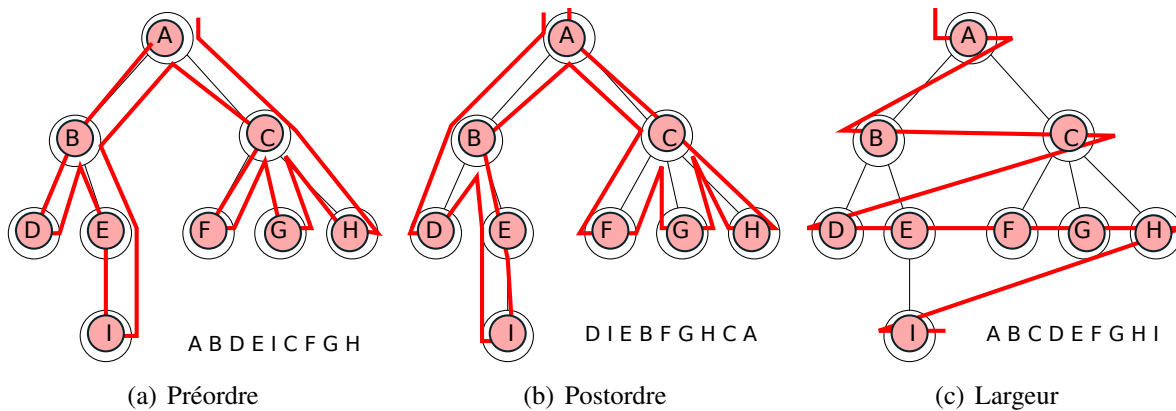 A
B
C
D
E
F
G
H
I
A B D E I C F G H
(a) Préordre
A
B
C
D
E
F
G
H
I
D I E B F G H C A
(b) Postordre
A
B
C
D
E
F
G
H
I
A B C D E F G H I
(c) Largeur